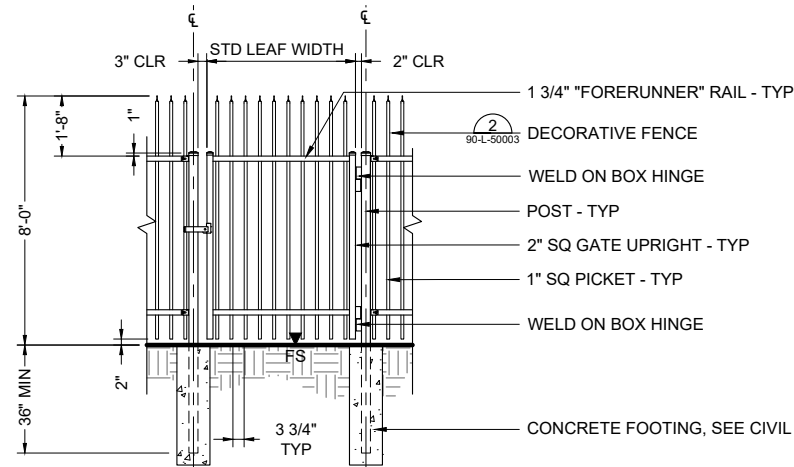 ℄
℄
3" CLR
STD LEAF WIDTH
2" CLR
1 3/4" "FORERUNNER" RAIL - TYP
2
90-L-50003
DECORATIVE FENCE
WELD ON BOX HINGE
POST - TYP
2" SQ GATE UPRIGHT - TYP
1" SQ PICKET - TYP
WELD ON BOX HINGE
CONCRETE FOOTING, SEE CIVIL
1'-8"
1"
8'-0"
FS
36" MIN
2"
3 3/4"
TYP